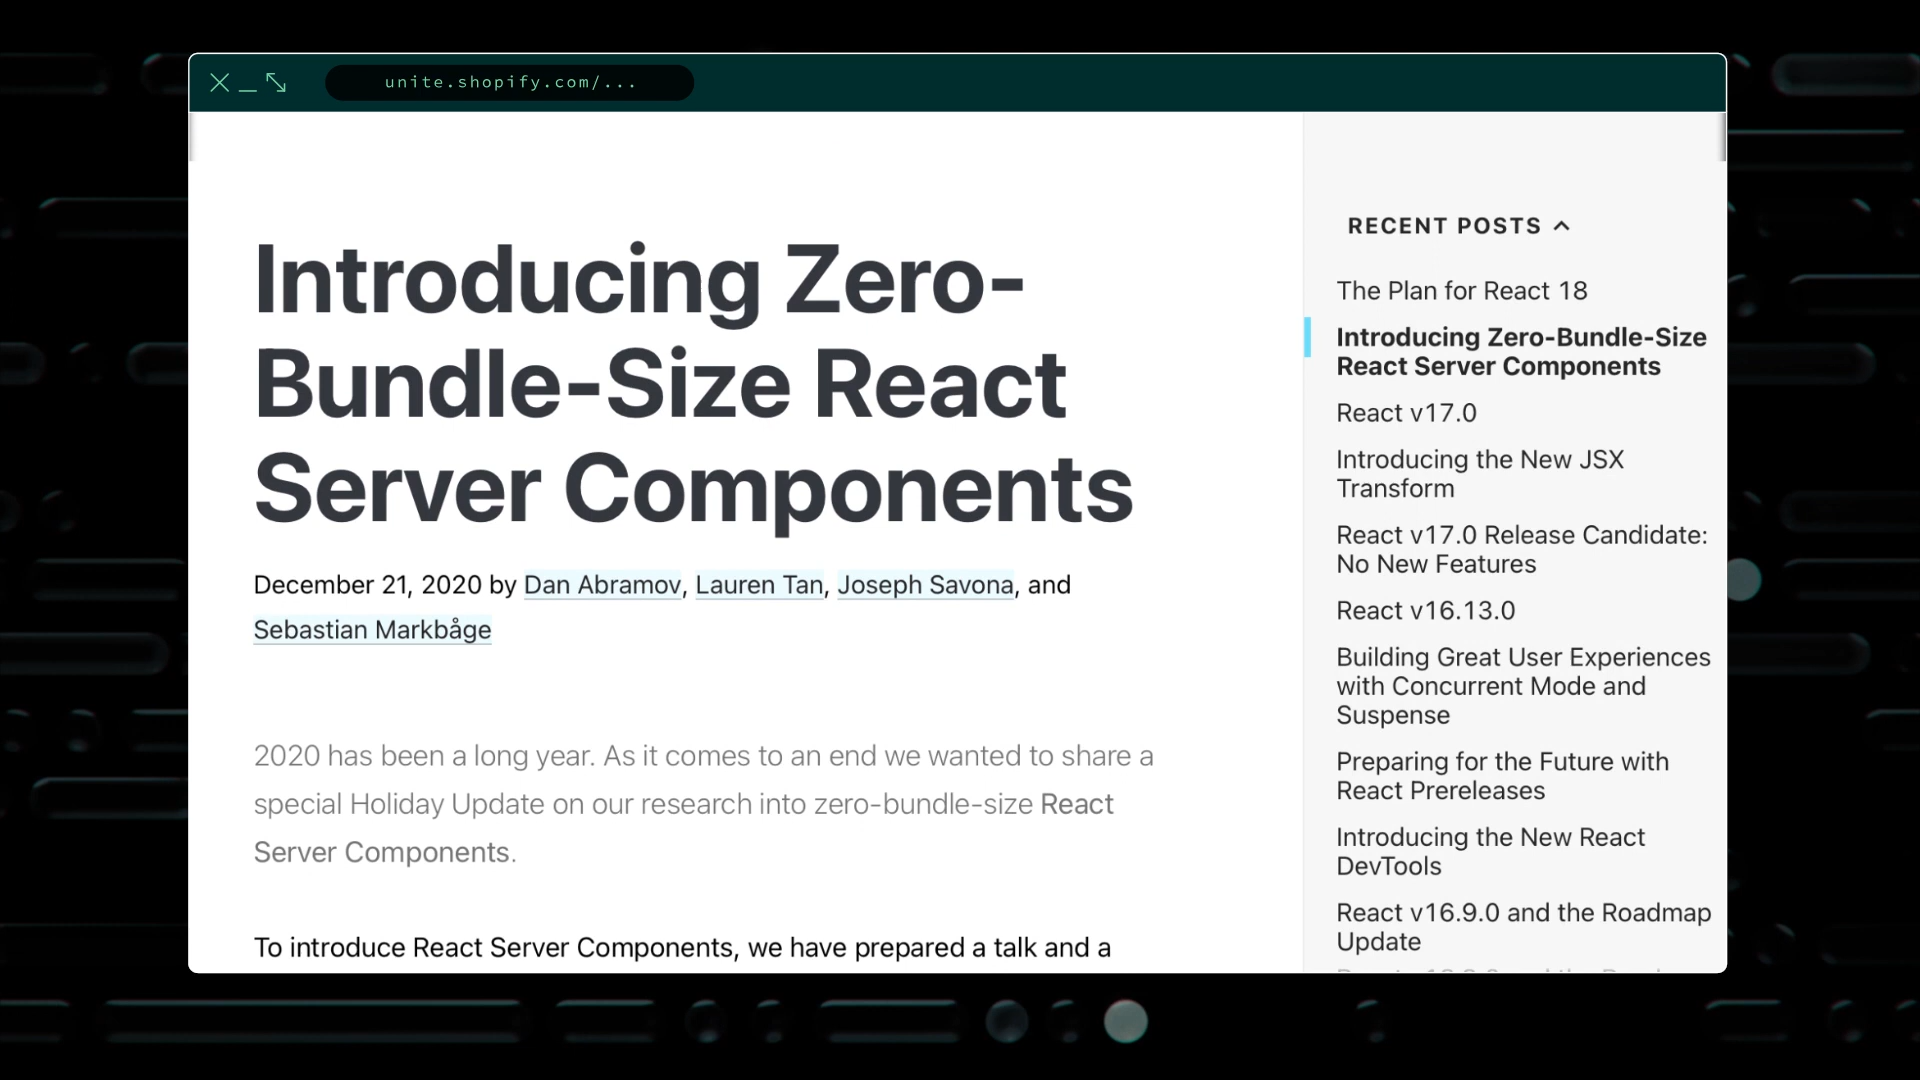 unite.shopify.com/...
Introducing Zero-
Bundle-Size React
Server Components
December 21, 2020 by Dan Abramov, Lauren Tan, Joseph Savona, and
Sebastian Markbåge
2020 has been a long year. As it comes to an end we wanted to share a
special Holiday Update on our research into zero-bundle-size React
Server Components.
To introduce React Server Components, we have prepared a talk and a
RECENT POSTS
The Plan for React 18
Introducing Zero-Bundle-Size
React Server Components
React v17.0
Introducing the New JSX
Transform
React v17.0 Release Candidate:
No New Features
React v16.13.0
Building Great User Experiences
with Concurrent Mode and
Suspense
Preparing for the Future with
React Prereleases
Introducing the New React
DevTools
React v16.9.0 and the Roadmap
Update